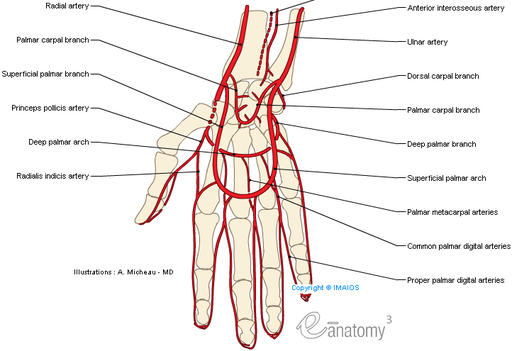 Radial artery
Palmar carpal branch
Superficial palmar branch
Princeps pollicis artery
Deep palmar arch
Radialis indicis artery
Anterior interosseous artery
Ulnar artery
Dorsal carpal branch
Palmar carpal branch
Deep palmar branch
Superficial palmar arch
Palmar metacarpal arteries
Common palmar digital arteries
Proper palmar digital arteries
Illustrations : A. Micheau - MD
Copyright © IMAIOS
e-anatomy 3